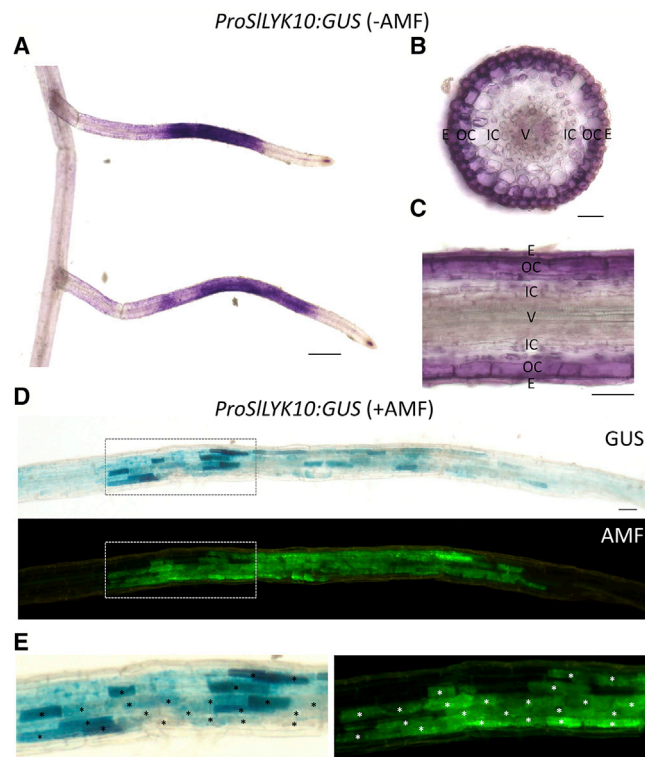 ProSlLYK10:GUS (-AMF)
A
B
E OC IC V IC OC E
C
E
OC
IC
V
IC
OC
E
D
ProSlLYK10:GUS (+AMF)
GUS
AMF
E
* * * * * * * * * * * * * * * * * *
* * * * * * * * * * * * * * * * * *